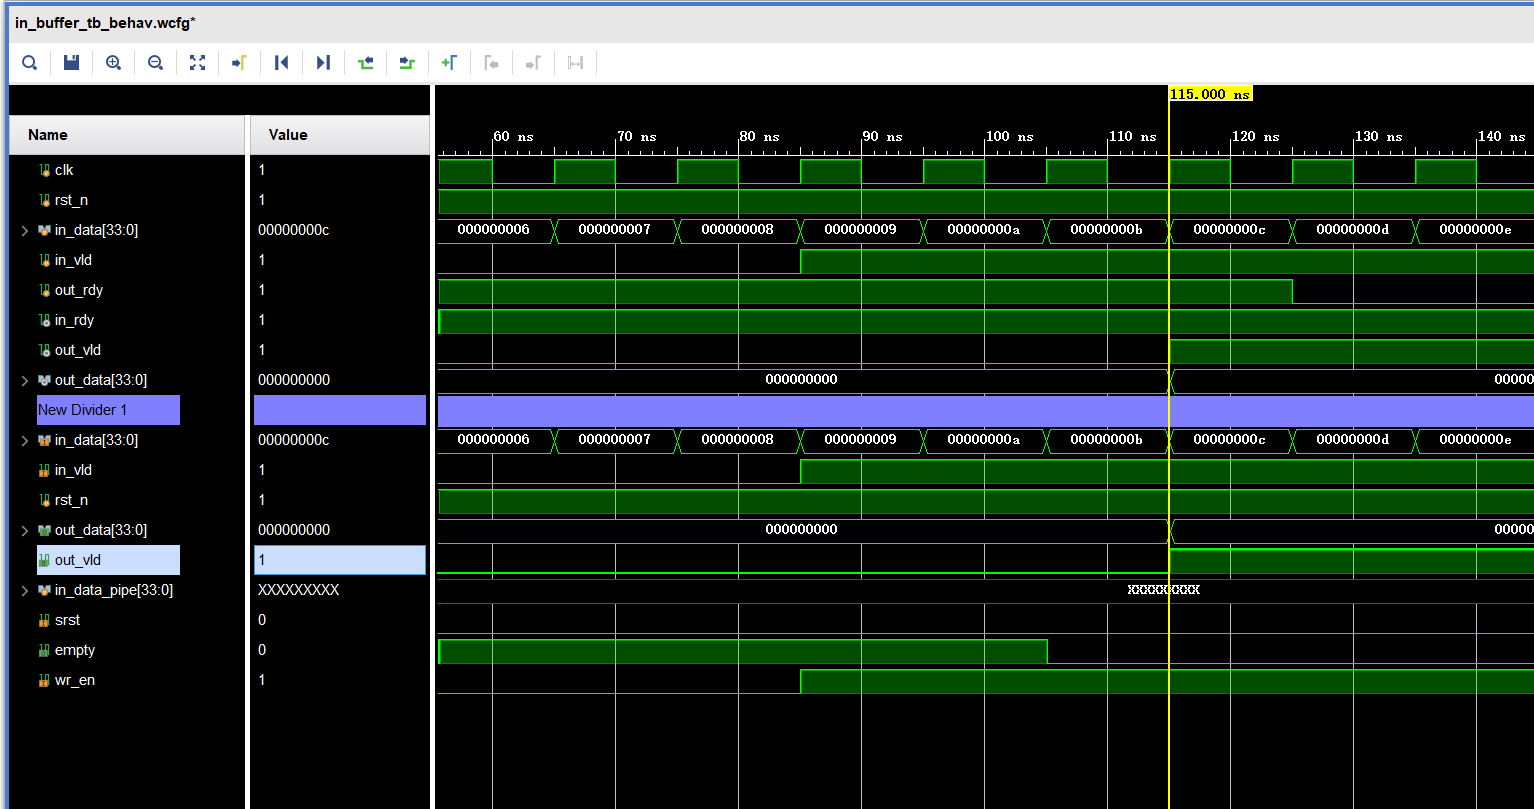 in_buffer_tb_behav.wcfg*
115.000 ns
Name Value
60 ns 70 ns 80 ns 90 ns 100 ns 110 ns 120 ns 130 ns 140 ns
clk 1
rst_n 1
in_data[33:0] 00000000c 000000006 000000007 000000008 000000009 00000000a 00000000b 00000000c 00000000d 00000000e
in_vld 1
out_rdy 1
in_rdy 1
out_vld 1
out_data[33:0] 000000000 000000000 00000
New Divider 1
in_data[33:0] 00000000c 000000006 000000007 000000008 000000009 00000000a 00000000b 00000000c 00000000d 00000000e
in_vld 1
rst_n 1
out_data[33:0] 000000000 000000000 00000
out_vld 1
in_data_pipe[33:0] XXXXXXXXX XXXXXXXXX
srst 0
empty 0
wr_en 1